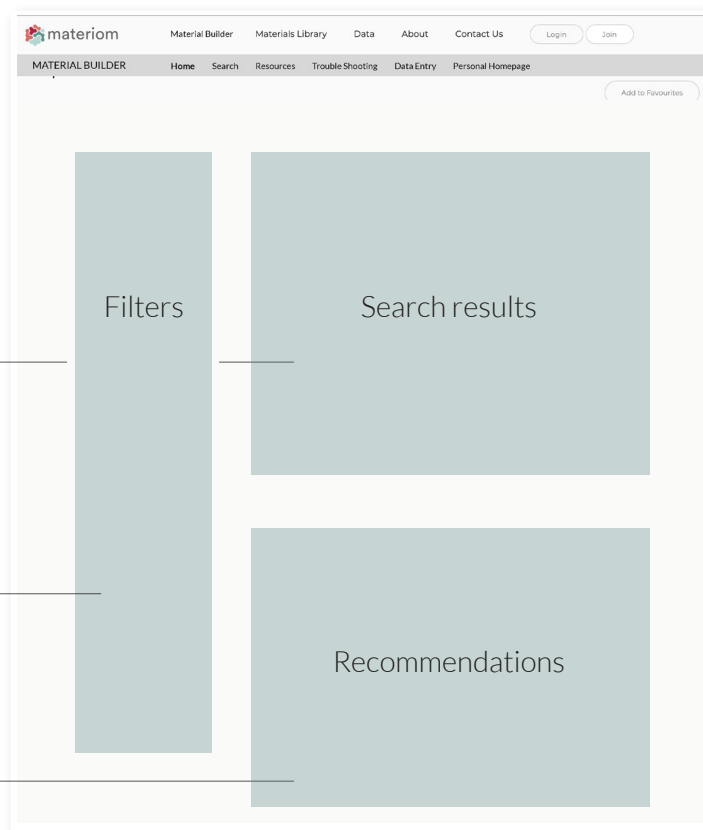 materiom Material Builder Materials Library Data About Contact Us Login Join
MATERIAL BUILDER Home Search Resources Trouble Shooting Data Entry Personal Homepage
Add to Favourites
Filters
Search results
Recommendations